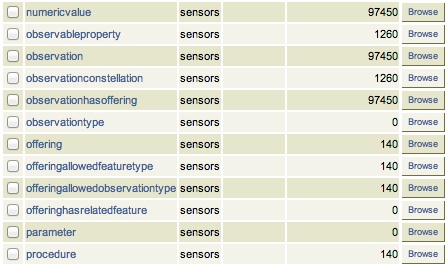 numericvalue sensors 97450 Browse
observableproperty sensors 1260 Browse
observation sensors 97450 Browse
observationconstellation sensors 1260 Browse
observationhasoffering sensors 97450 Browse
observationtype sensors 0 Browse
offering sensors 140 Browse
offeringallowedfeaturetype sensors 140 Browse
offeringallowedobservationtype sensors 140 Browse
offeringhasrelatedfeature sensors 0 Browse
parameter sensors 0 Browse
procedure sensors 140 Browse